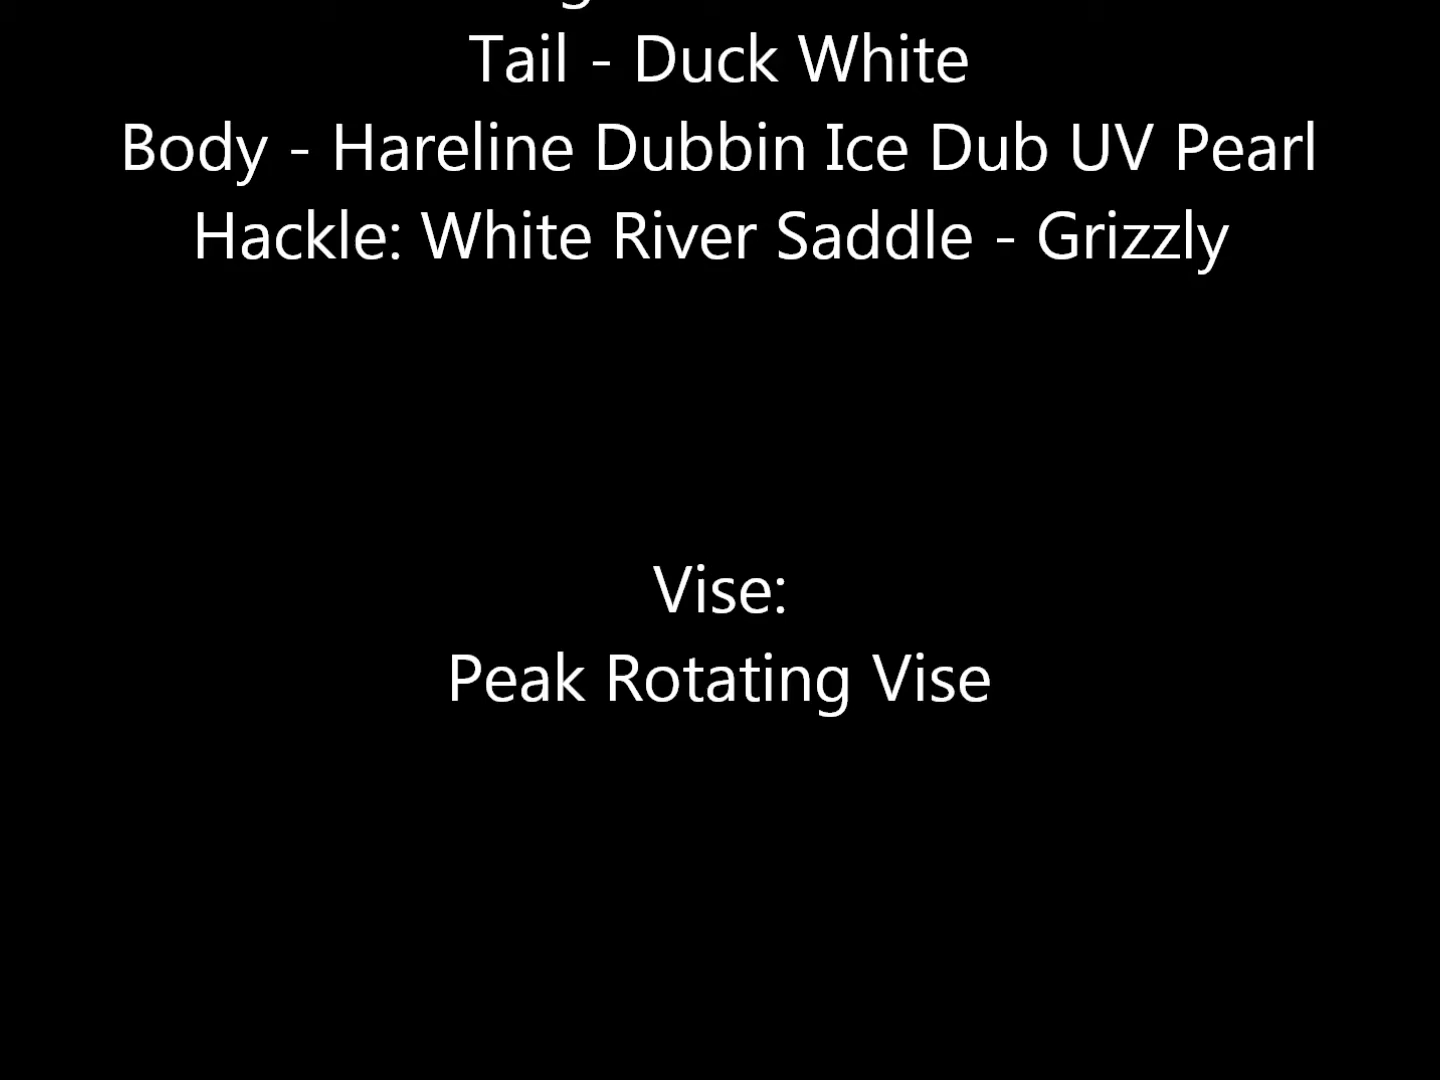 Tail - Duck White
Body - Hareline Dubbin Ice Dub UV Pearl
Hackle: White River Saddle - Grizzly
Vise:
Peak Rotating Vise